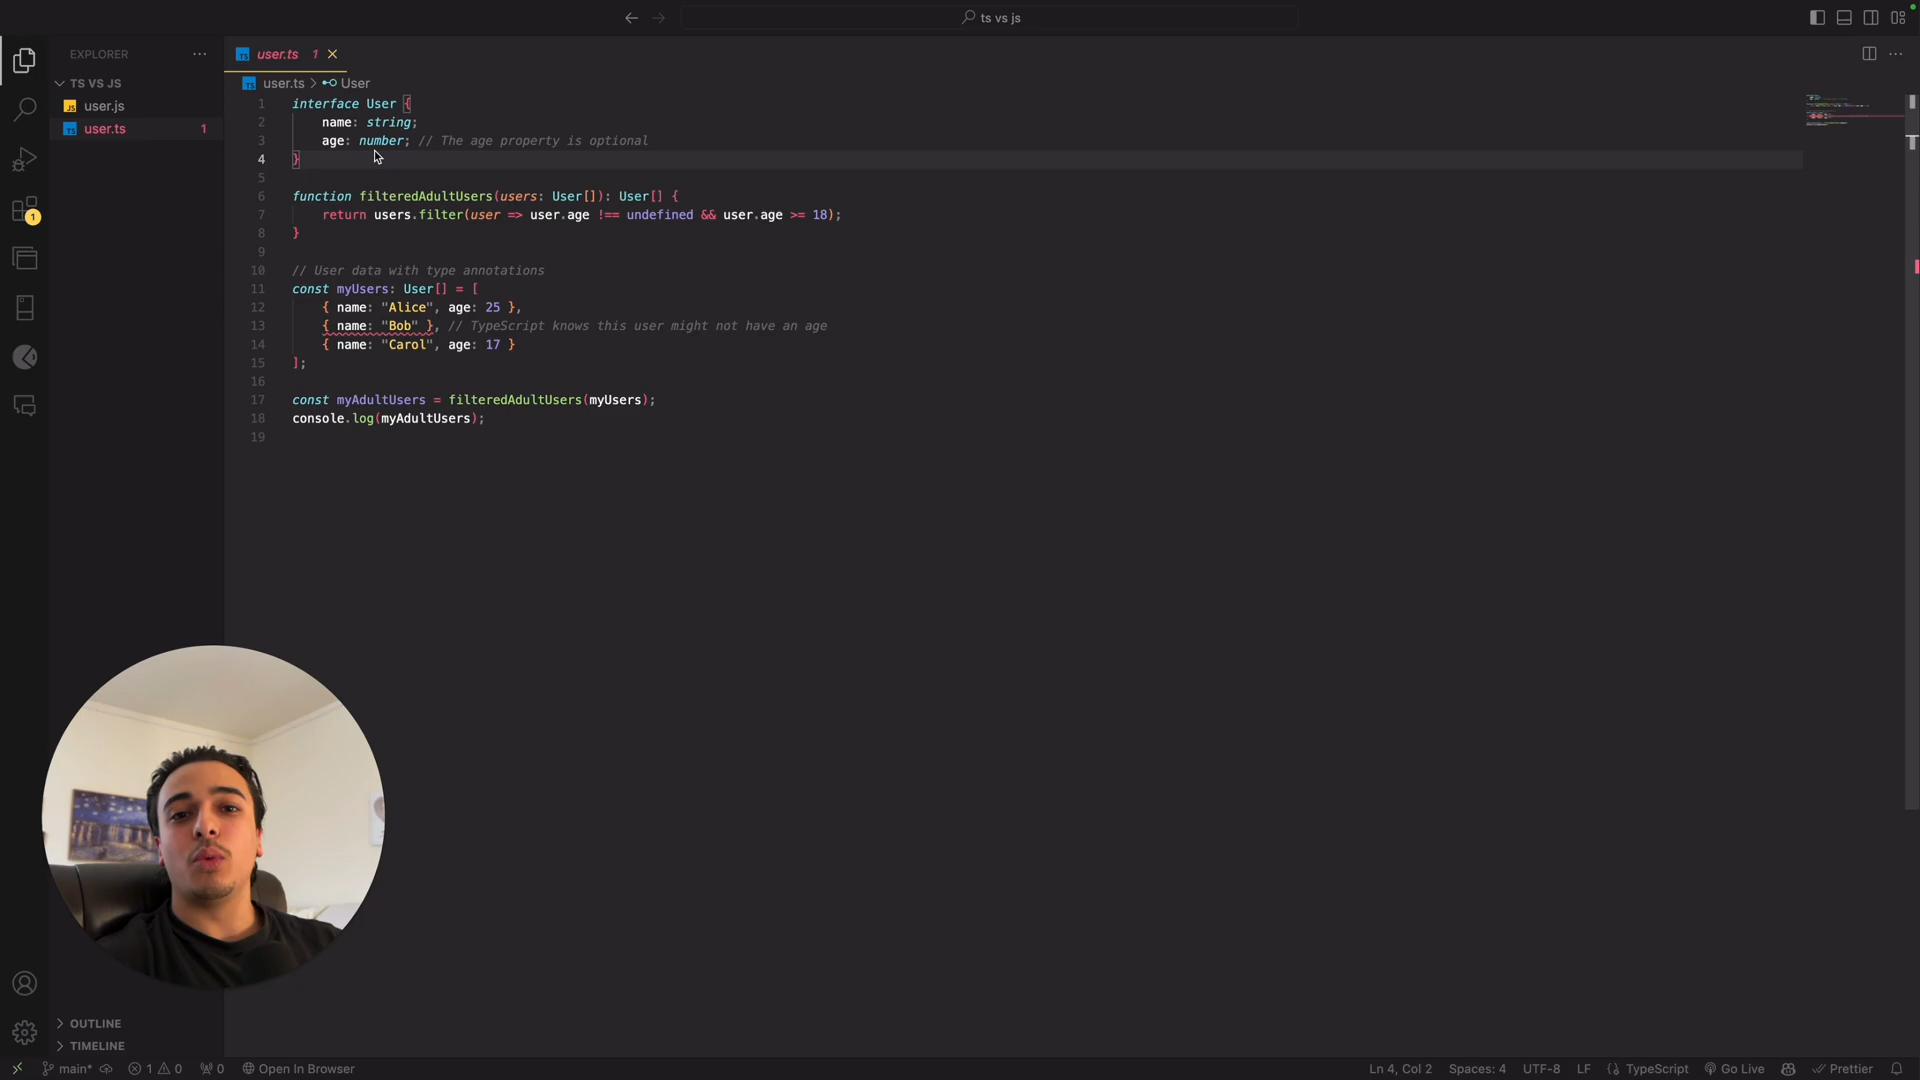 ts vs js
EXPLORER
TS VS JS
JS user.js
TS user.ts 1
TS user.ts 1
TS user.ts > User
1 interface User {
2 name: string;
3 age: number; // The age property is optional
4 }
5
6 function filteredAdultUsers(users: User[]): User[] {
7 return users.filter(user => user.age !== undefined && user.age >= 18);
8 }
9
10 // User data with type annotations
11 const myUsers: User[] = [
12 { name: "Alice", age: 25 },
13 { name: "Bob" }, // TypeScript knows this user might not have an age
14 { name: "Carol", age: 17 }
15 ];
16
17 const myAdultUsers = filteredAdultUsers(myUsers);
18 console.log(myAdultUsers);
19
1
OUTLINE
TIMELINE
main* 1 0 0 Open In Browser Ln 4, Col 2 Spaces: 4 UTF-8 LF {} TypeScript Go Live Prettier